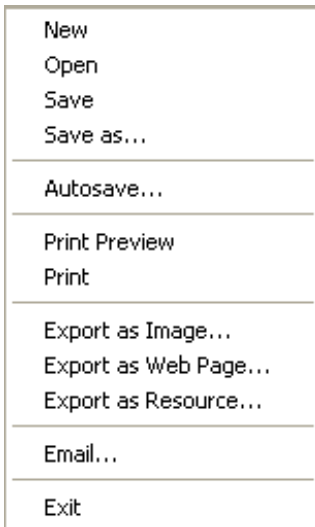 New
Open
Save
Save as...
Autosave...
Print Preview
Print
Export as Image...
Export as Web Page...
Export as Resource...
Email...
Exit